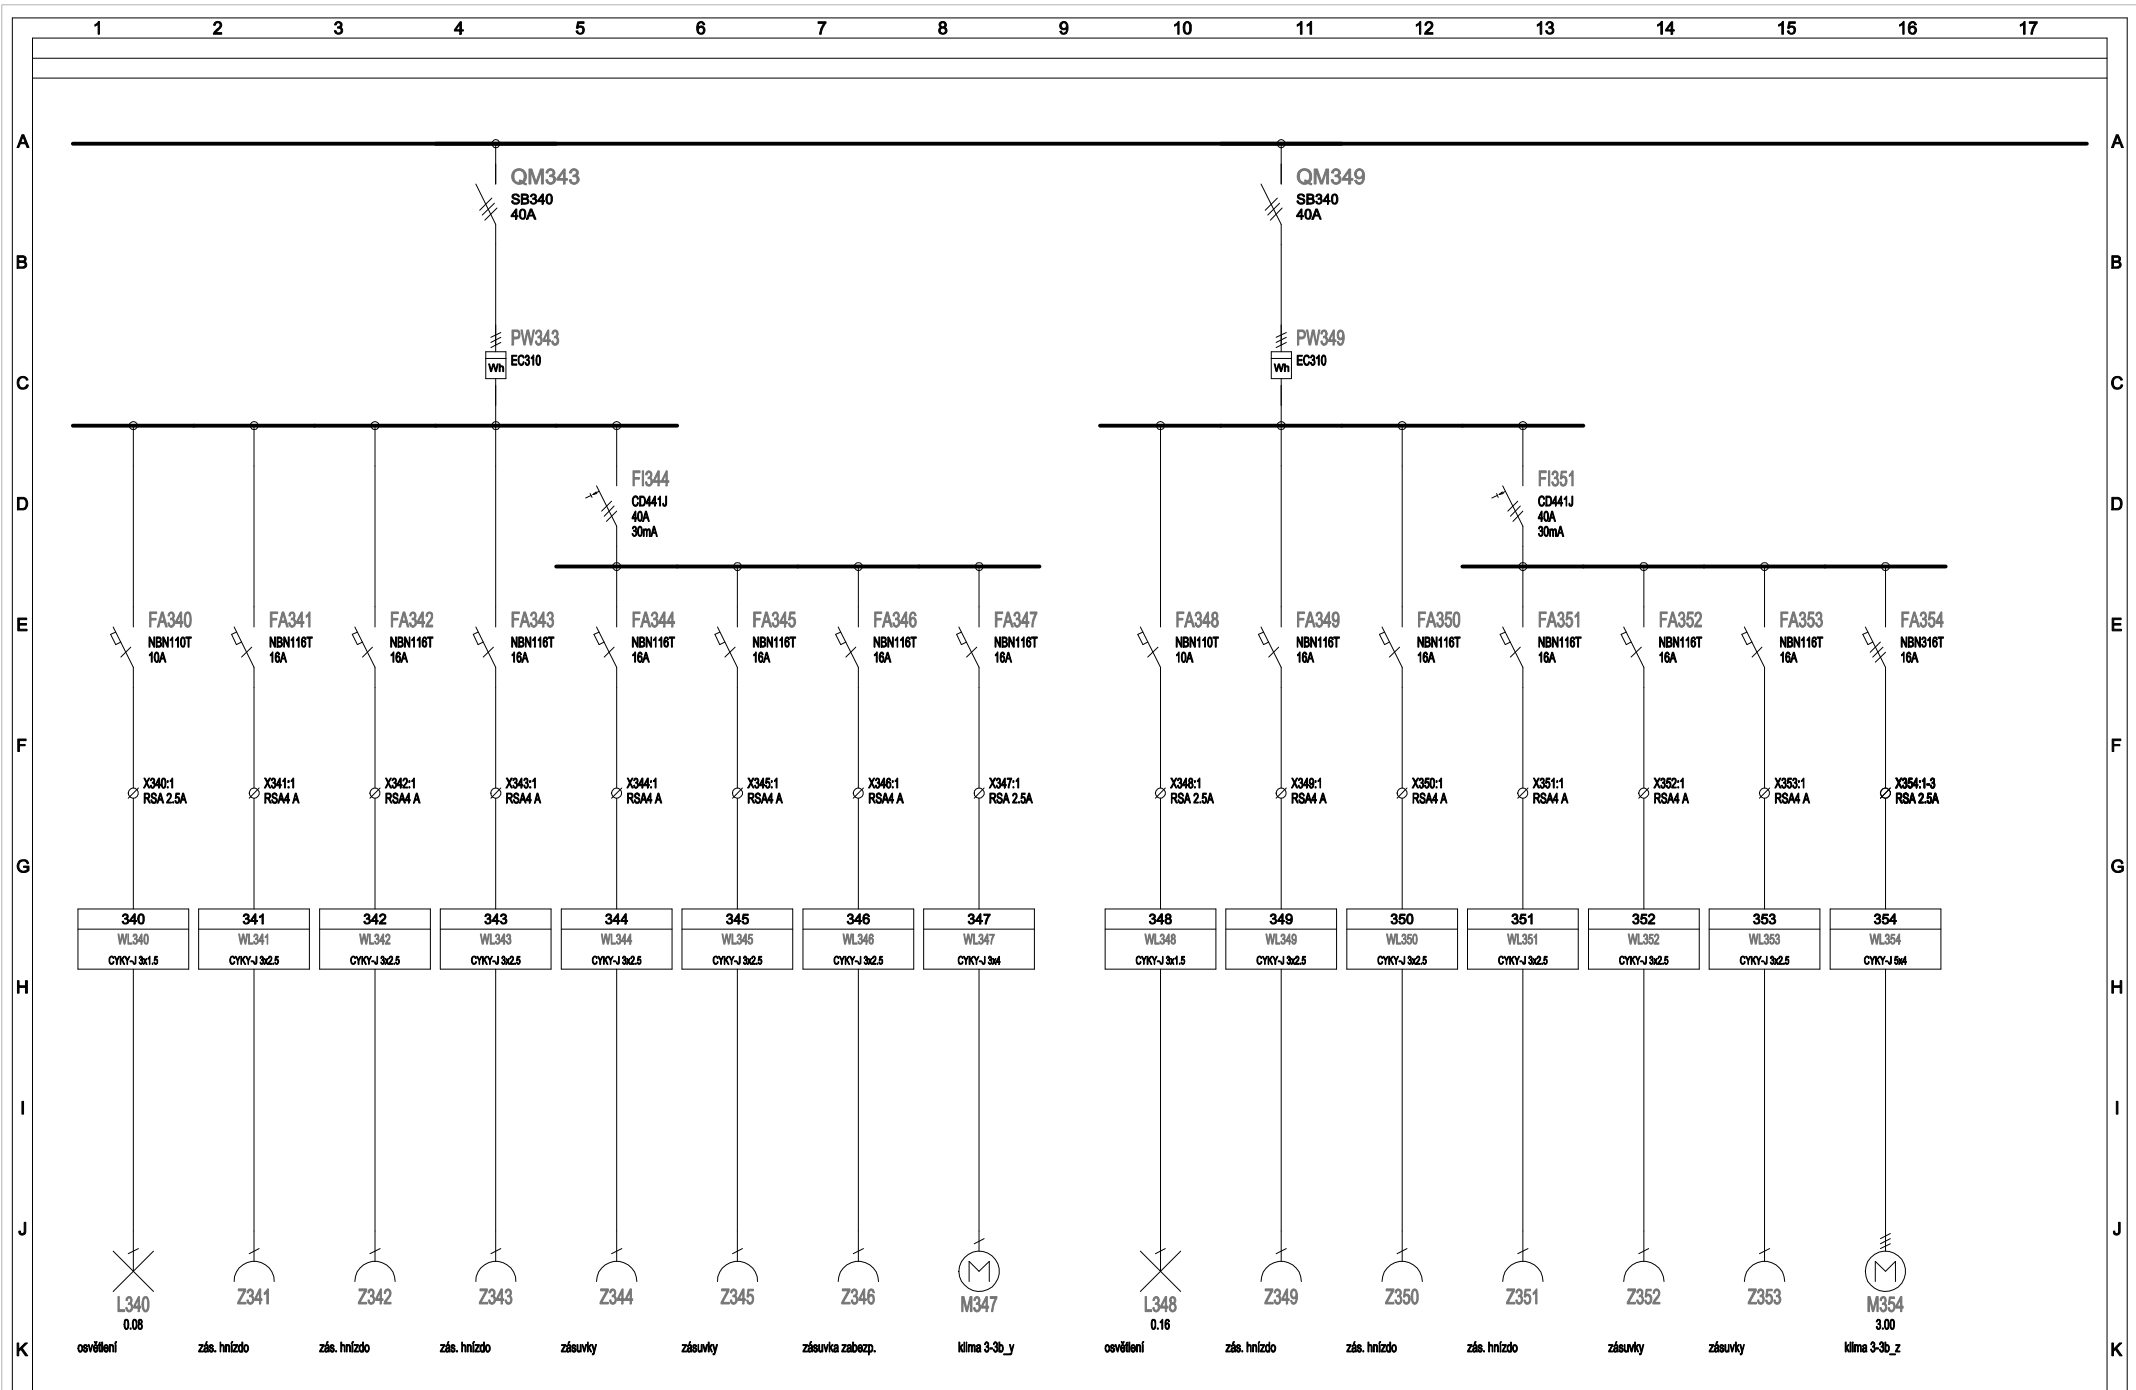 1 2 3 4 5 6 7 8 9 10 11 12 13 14 15 16 17
A A
QM343 QM349
SB340 SB340
40A 40A
B B
PW343 PW349
EC310 EC310
Wh Wh
C C
FI344 FI351
CD441J CD441J
40A 40A
30mA 30mA
D D
FA340 FA341 FA342 FA343 FA344 FA345 FA346 FA347 FA348 FA349 FA350 FA351 FA352 FA353 FA354
E E
NBN110T NBN116T NBN116T NBN116T NBN116T NBN116T NBN116T NBN116T NBN110T NBN116T NBN116T NBN116T NBN116T NBN116T NBN316T
10A 16A 16A 16A 16A 16A 16A 16A 10A 16A 16A 16A 16A 16A 16A
F F
X340:1 X341:1 X342:1 X343:1 X344:1 X345:1 X346:1 X347:1 X348:1 X349:1 X350:1 X351:1 X352:1 X353:1 X354:1-3
RSA 2.5A RSA4 A RSA4 A RSA4 A RSA4 A RSA4 A RSA4 A RSA 2.5A RSA 2.5A RSA4 A RSA4 A RSA4 A RSA4 A RSA4 A RSA 2.5A
G G
340 341 342 343 344 345 346 347 348 349 350 351 352 353 354
WL340 WL341 WL342 WL343 WL344 WL345 WL346 WL347 WL348 WL349 WL350 WL351 WL352 WL353 WL354
CYKY-J 3x1.5 CYKY-J 3x2.5 CYKY-J 3x2.5 CYKY-J 3x2.5 CYKY-J 3x2.5 CYKY-J 3x2.5 CYKY-J 3x2.5 CYKY-J 3x4 CYKY-J 3x1.5 CYKY-J 3x2.5 CYKY-J 3x2.5 CYKY-J 3x2.5 CYKY-J 3x2.5 CYKY-J 3x2.5 CYKY-J 5x4
H H
I I
J J
M M
L340 Z341 Z342 Z343 Z344 Z345 Z346 M347 L348 Z349 Z350 Z351 Z352 Z353 M354
0.08 0.16 3.00
K osvětlení zás. hnízdo zás. hnízdo zás. hnízdo zásuvky zásuvky zásuvka zabezp. klima 3-3b_y osvětlení zás. hnízdo zás. hnízdo zás. hnízdo zásuvky zásuvky klima 3-3b_z K